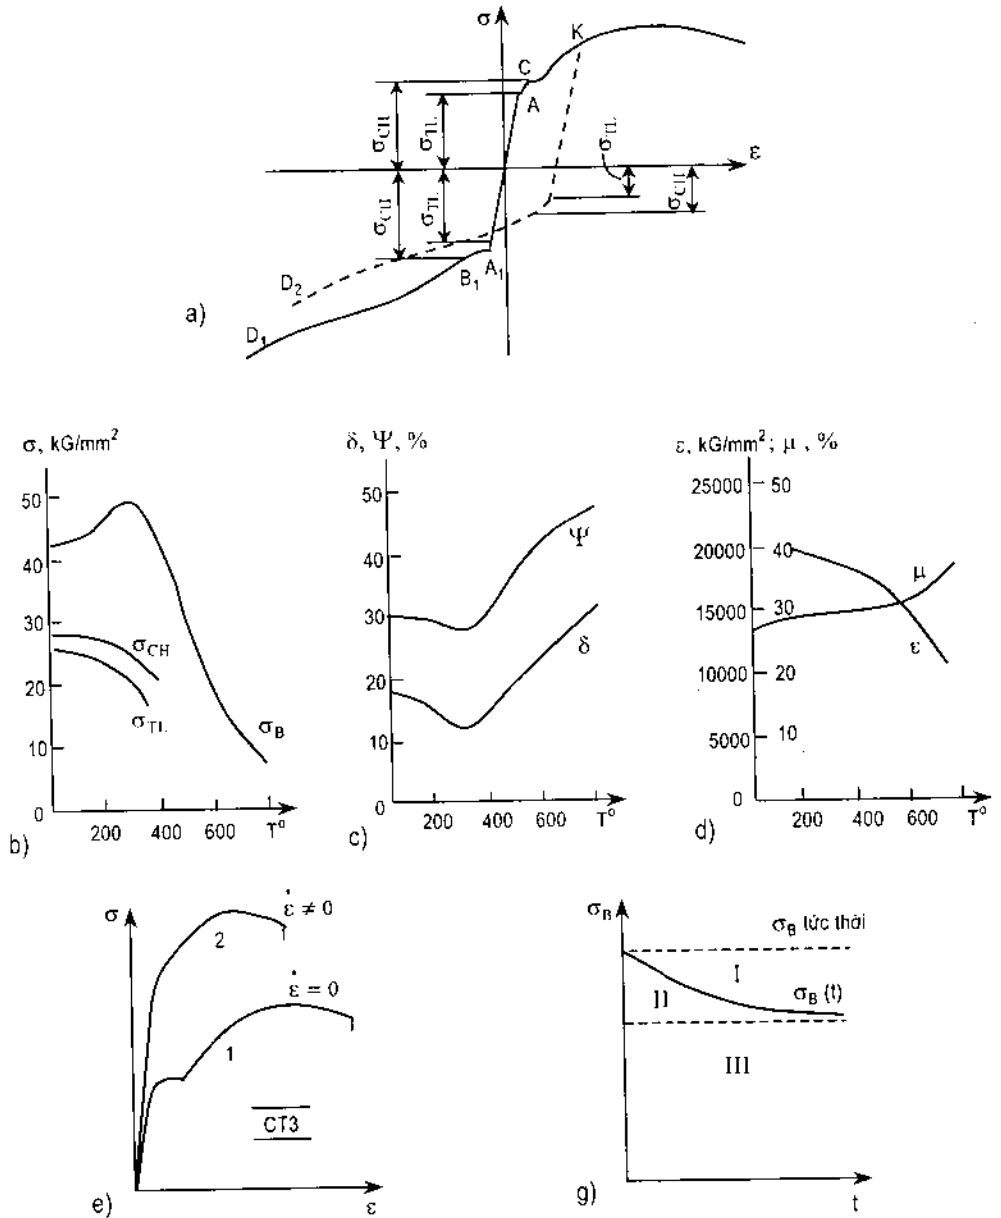 σ
K
C
A
σCH
σTL
σTL
ε
σCH
σCH
σTL
D2
B1
A1
a)
D1
σ, kG/mm²
50
40
30
20
10
0
σCH
σTL
σB
200
400
600
T°
b)
δ, Ψ, %
50
40
30
20
10
0
Ψ
δ
200
400
600
T°
c)
ε, kG/mm²; μ, %
25000
50
20000
40
15000
30
10000
20
5000
10
0
μ
ε
200
400
600
T°
d)
σ
ε̇ ≠ 0
2
ε̇ = 0
1
CT3
e)
ε
σB
σB tức thời
I
II
σB (t)
III
g)
t